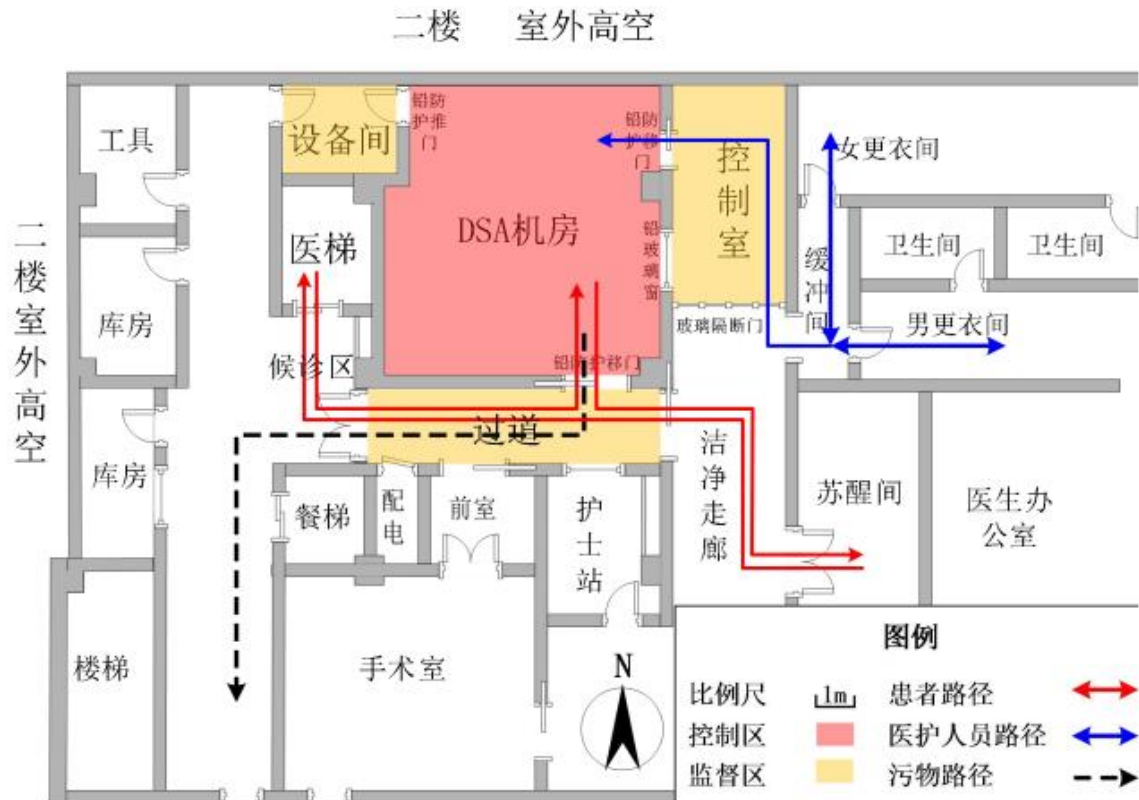 二楼 室外高空
二楼室外高空
工具
设备间
铅防护推门
铅防护移门
控制室
女更衣间
医梯
DSA机房
铅玻璃窗
缓冲间
卫生间
卫生间
库房
玻璃隔断门
男更衣间
候诊区
铅防护移门
过道
库房
餐梯
配电
前室
护士站
洁净走廊
苏醒间
医生办公室
楼梯
手术室
N
图例
比例尺 1m 患者路径
控制区 医护人员路径
监督区 污物路径